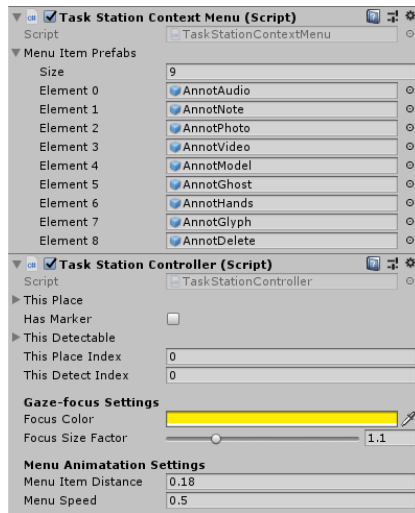 Task Station Context Menu (Script)
Script TaskStationContextMenu
Menu Item Prefabs
Size 9
Element 0 AnnotAudio
Element 1 AnnotNote
Element 2 AnnotPhoto
Element 3 AnnotVideo
Element 4 AnnotModel
Element 5 AnnotGhost
Element 6 AnnotHands
Element 7 AnnotGlyph
Element 8 AnnotDelete
Task Station Controller (Script)
Script TaskStationController
This Place
Has Marker
This Detectable
This Place Index 0
This Detect Index 0
Gaze-focus Settings
Focus Color
Focus Size Factor 1.1
Menu Animatation Settings
Menu Item Distance 0.18
Menu Speed 0.5